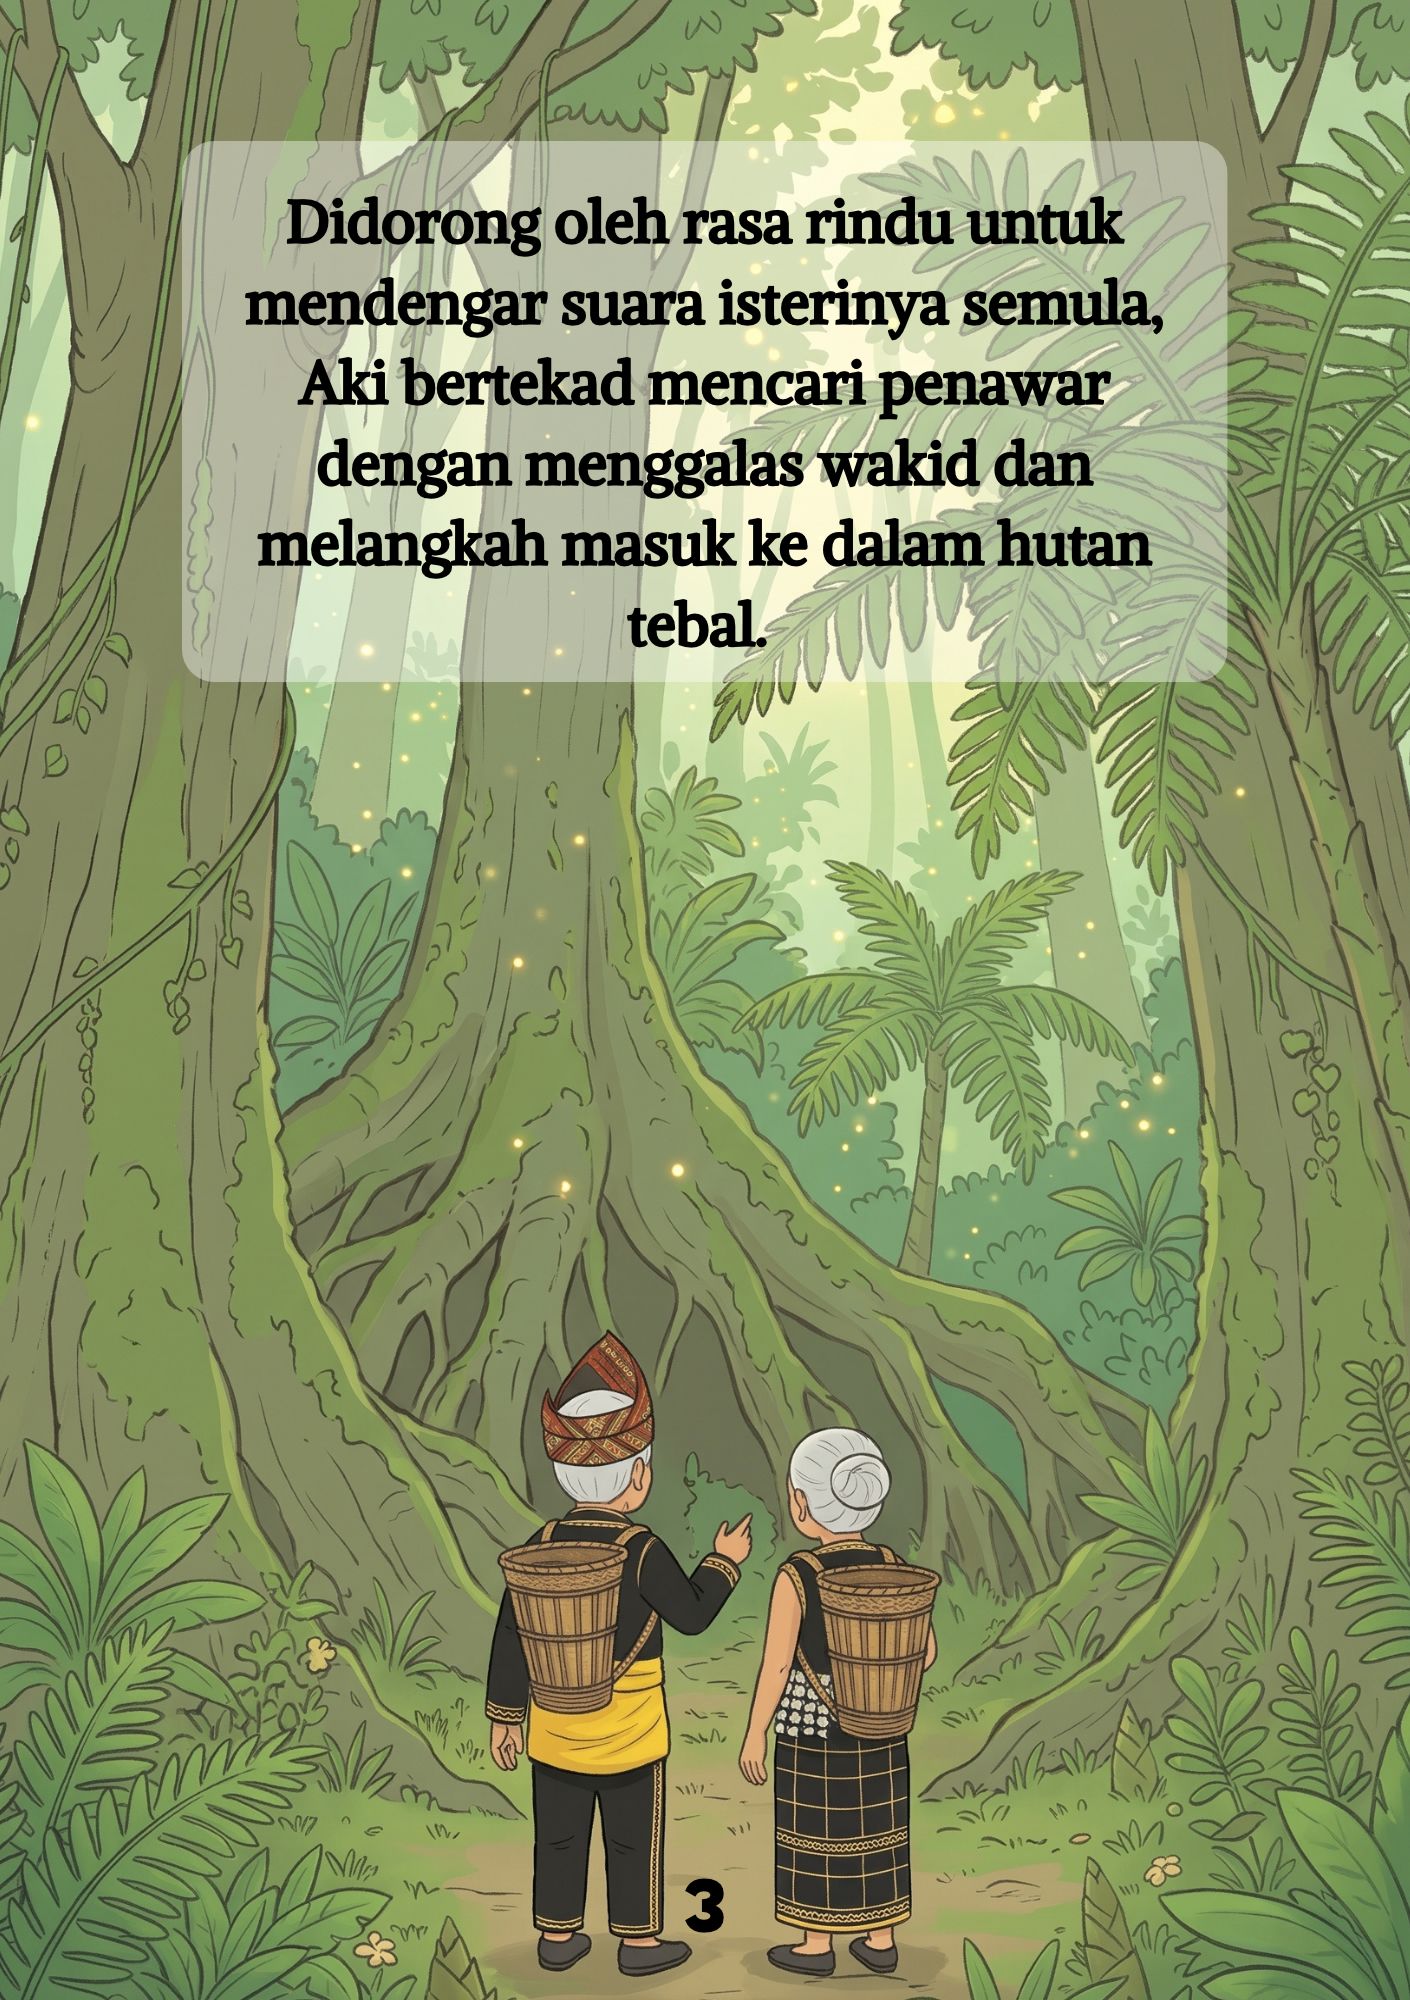 Didorong oleh rasa rindu untuk
mendengar suara isterinya semula,
Aki bertekad mencari penawar
dengan menggalas wakid dan
melangkah masuk ke dalam hutan
tebal.
3